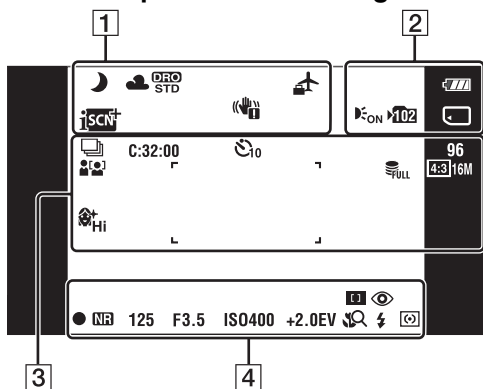 1 2
DRO
STD
iSCN+
ON 102
C:32:00 10 96
FULL 4:3 16M
Hi
NR 125 F3.5 ISO400 +2.0EV
3 4